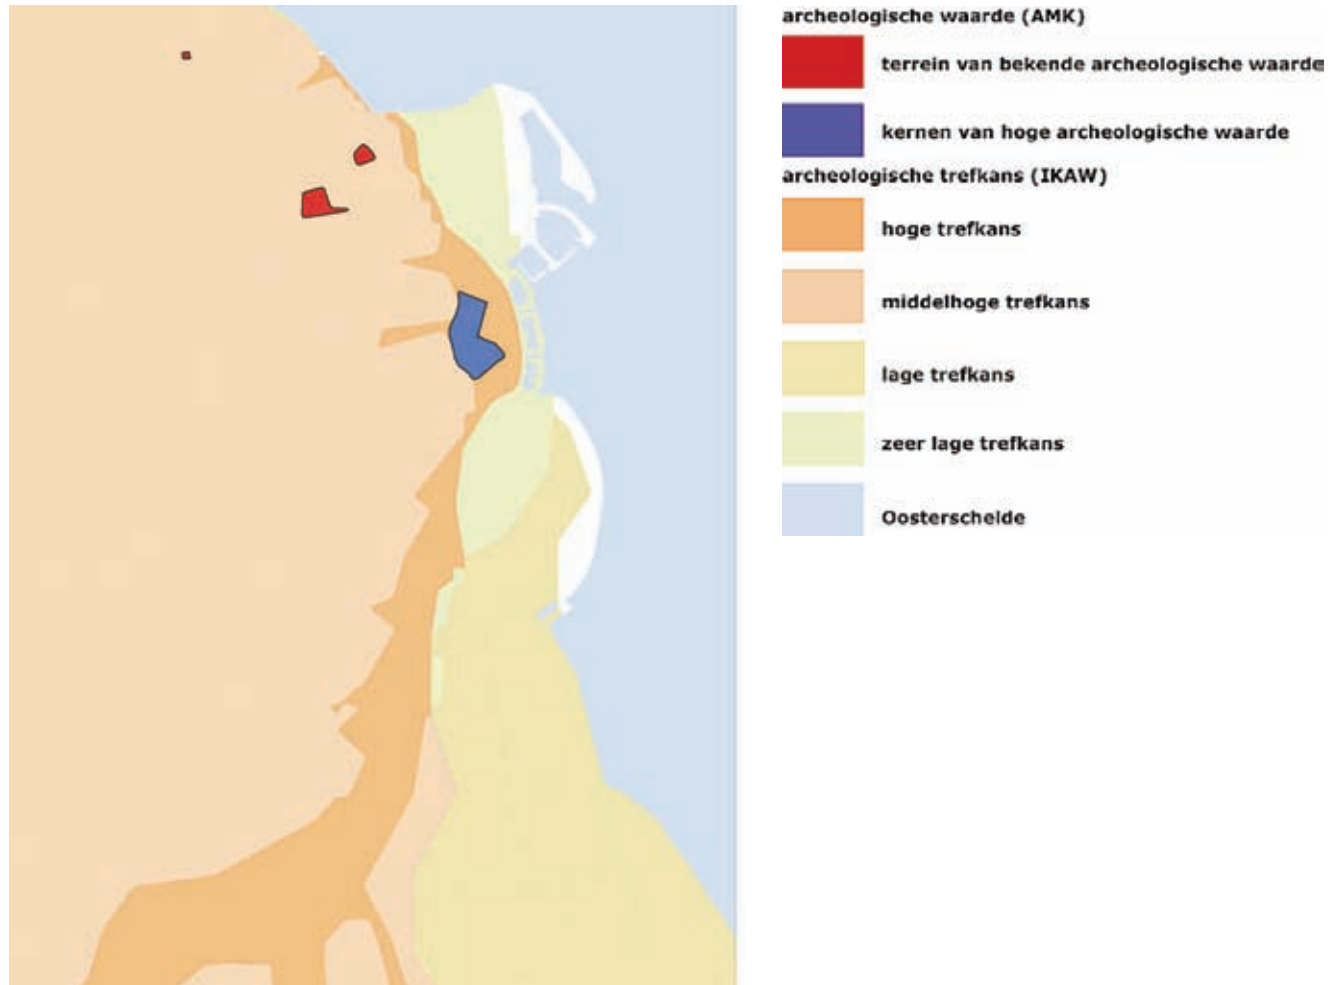 archeologische waarde (AMK)
terrein van bekende archeologische waarde
kernen van hoge archeologische waarde
archeologische trefkans (IKAW)
hoge trefkans
middelhoge trefkans
lage trefkans
zeer lage trefkans
Oosterschelde